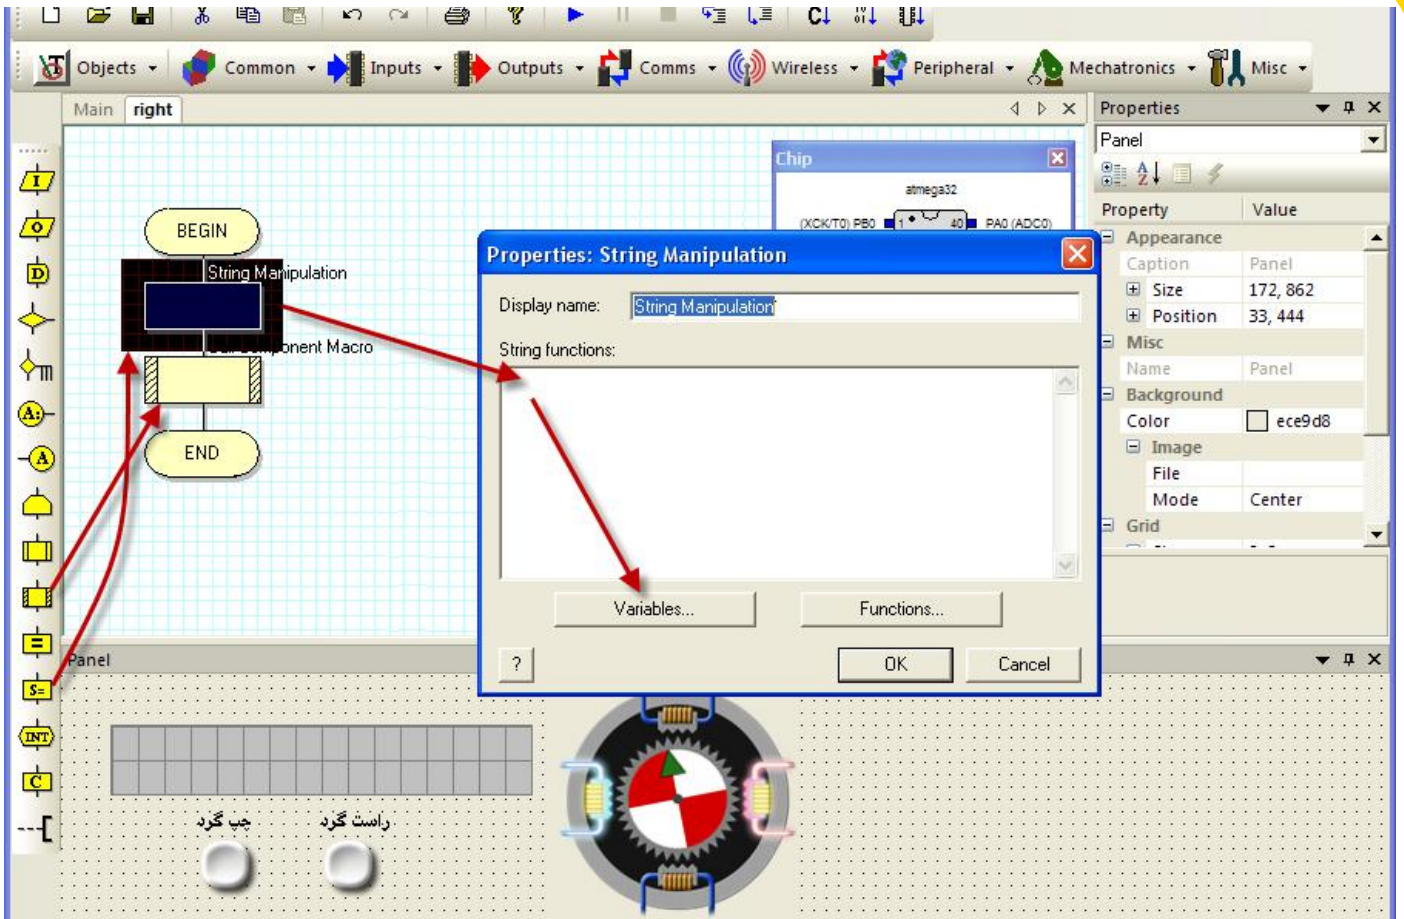 Objects Common Inputs Outputs Comms Wireless Peripheral Mechatronics Misc
Main right
Properties
Panel
Chip
atmega32
(XCK/T0) PB0 1 40 PA0 (ADC0)
Property Value
Appearance
Caption Panel
Size 172, 862
Position 33, 444
Misc
Name Panel
Background
Color ece9d8
Image
File
Mode Center
Grid
BEGIN
String Manipulation
Component Macro
END
Properties: String Manipulation
Display name: String Manipulation
String functions:
Variables... Functions...
? OK Cancel
Panel
I
O
D
A:
A
=
S=
INT
C
چپ گرد راست گرد